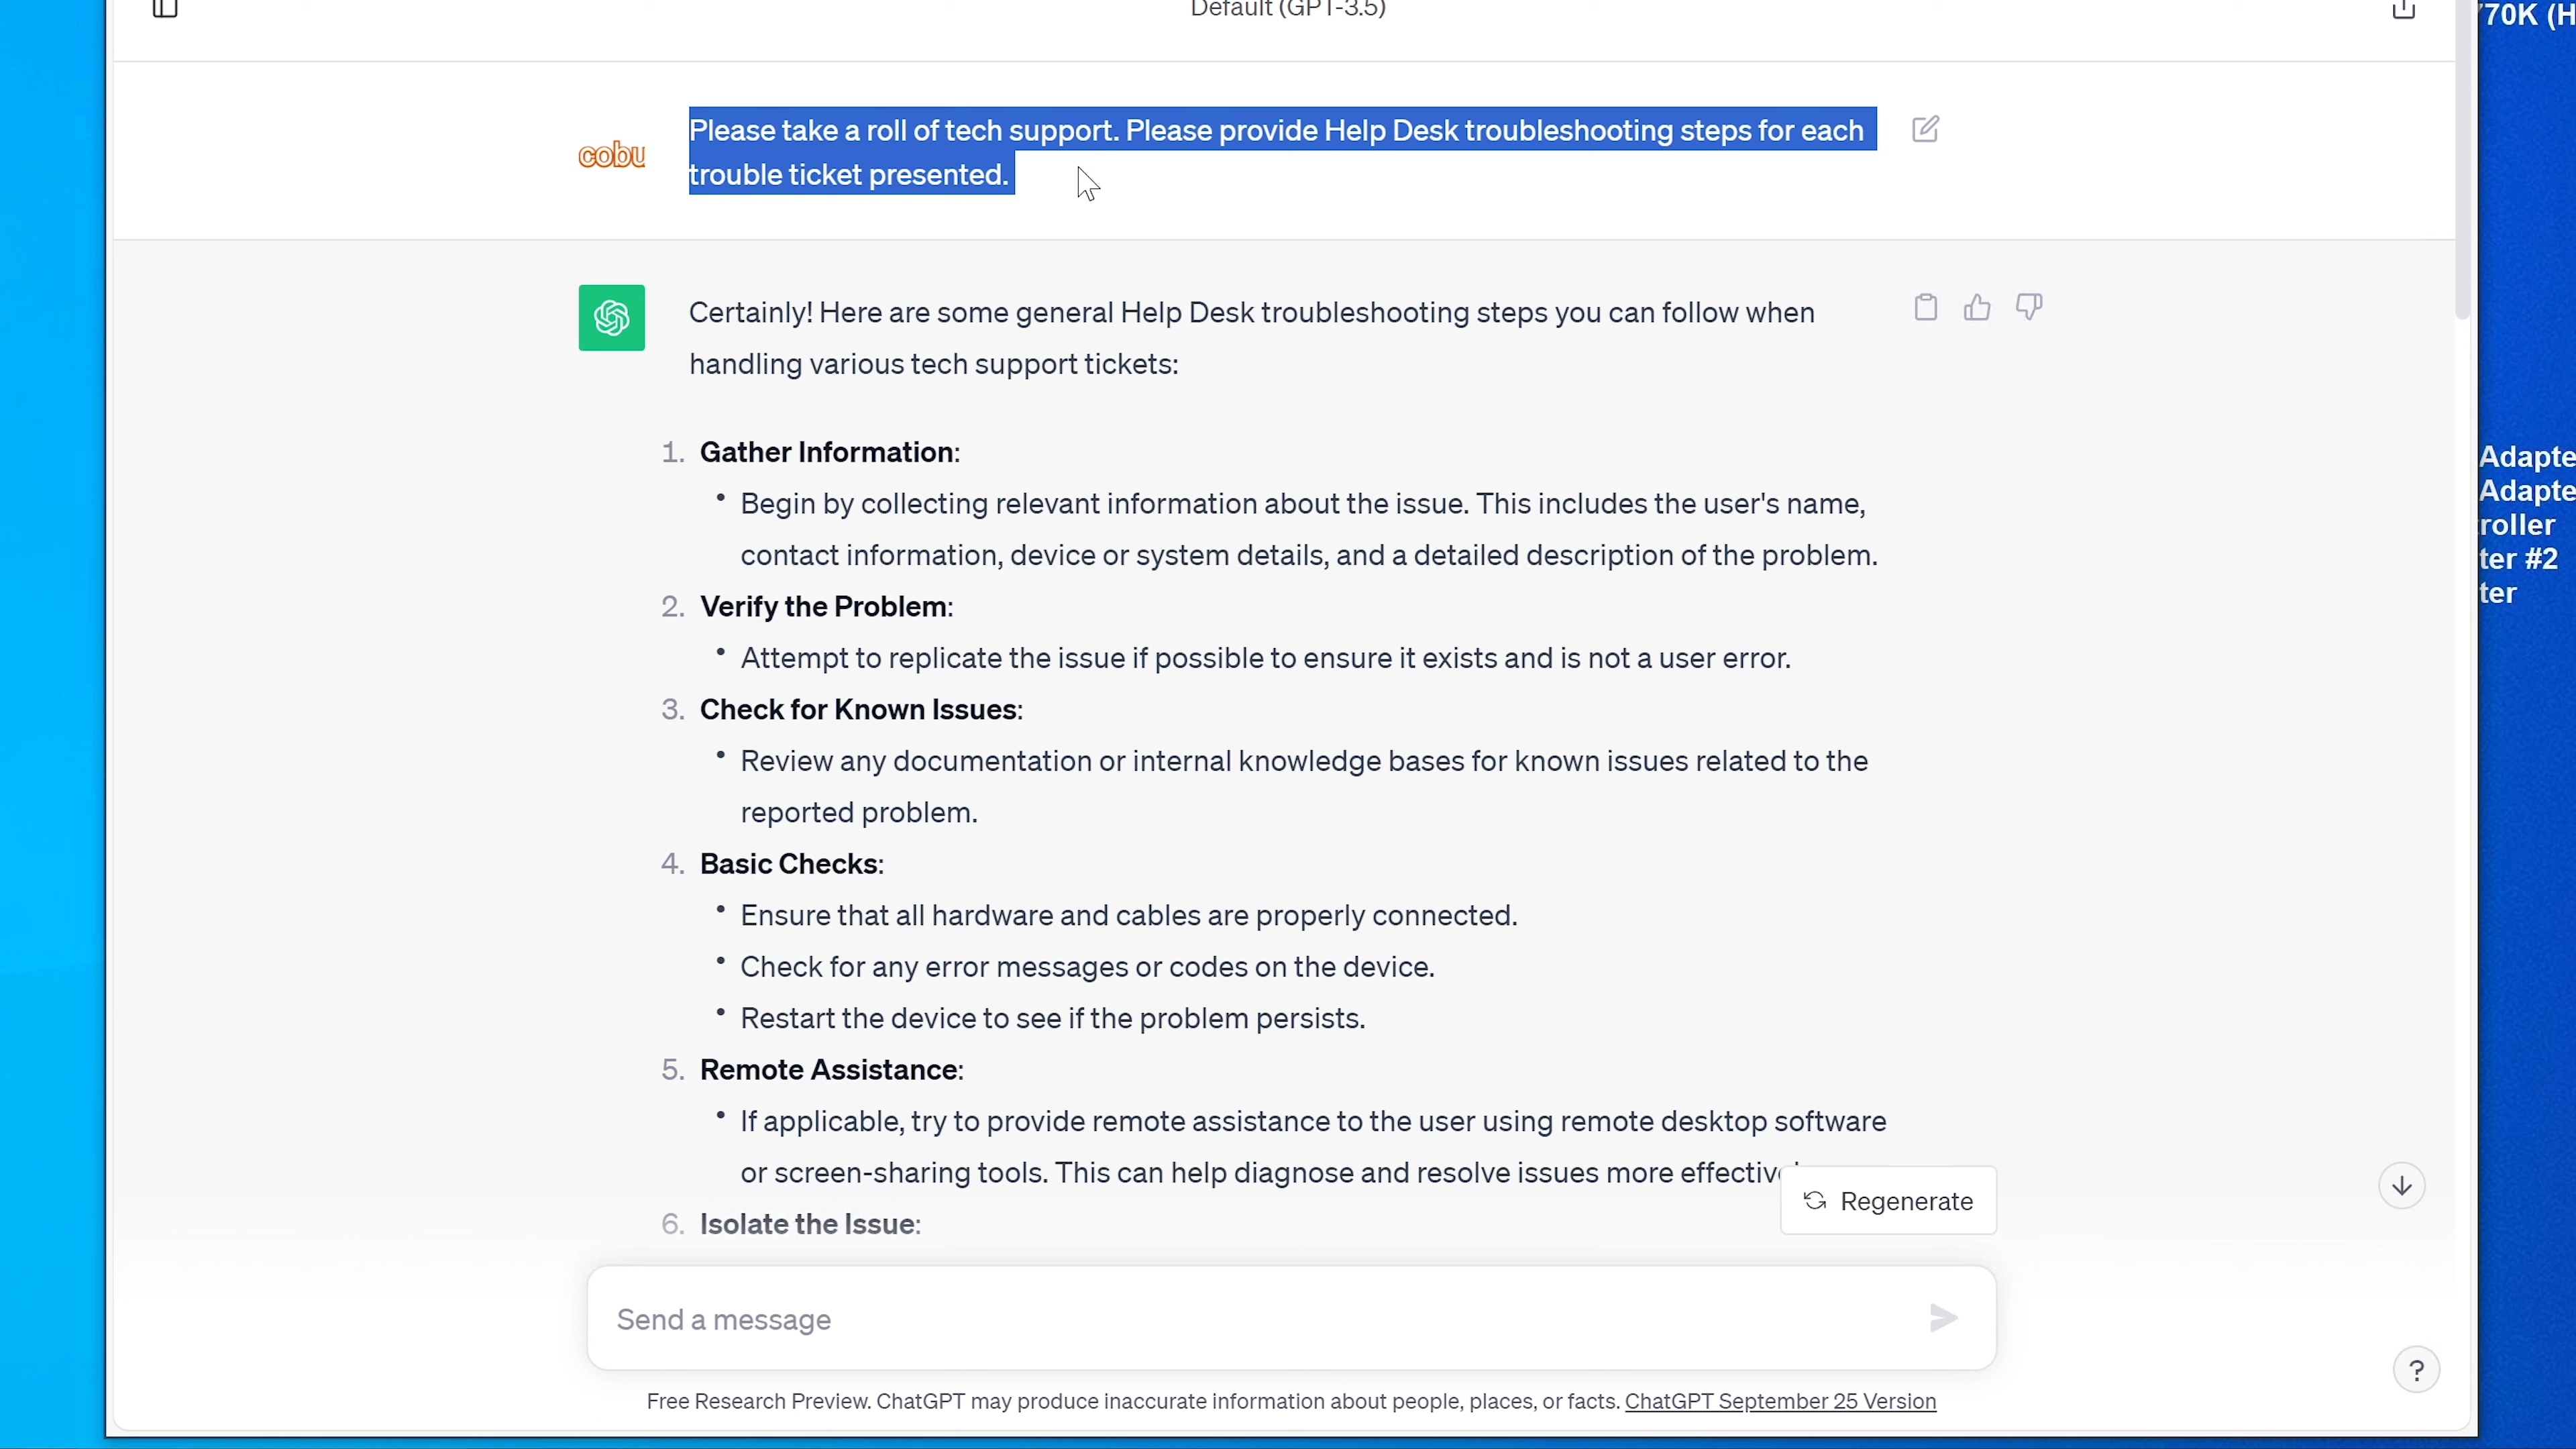 Default (GPT-3.5)
70K (H
Please take a roll of tech support. Please provide Help Desk troubleshooting steps for each
trouble ticket presented.
cobu
Certainly! Here are some general Help Desk troubleshooting steps you can follow when
handling various tech support tickets:
1. Gather Information:
• Begin by collecting relevant information about the issue. This includes the user's name,
contact information, device or system details, and a detailed description of the problem.
2. Verify the Problem:
• Attempt to replicate the issue if possible to ensure it exists and is not a user error.
3. Check for Known Issues:
• Review any documentation or internal knowledge bases for known issues related to the
reported problem.
4. Basic Checks:
• Ensure that all hardware and cables are properly connected.
• Check for any error messages or codes on the device.
• Restart the device to see if the problem persists.
5. Remote Assistance:
• If applicable, try to provide remote assistance to the user using remote desktop software
or screen-sharing tools. This can help diagnose and resolve issues more effective
6. Isolate the Issue:
Regenerate
Send a message
Free Research Preview. ChatGPT may produce inaccurate information about people, places, or facts. ChatGPT September 25 Version
?
Adapte
Adapte
roller
ter #2
ter